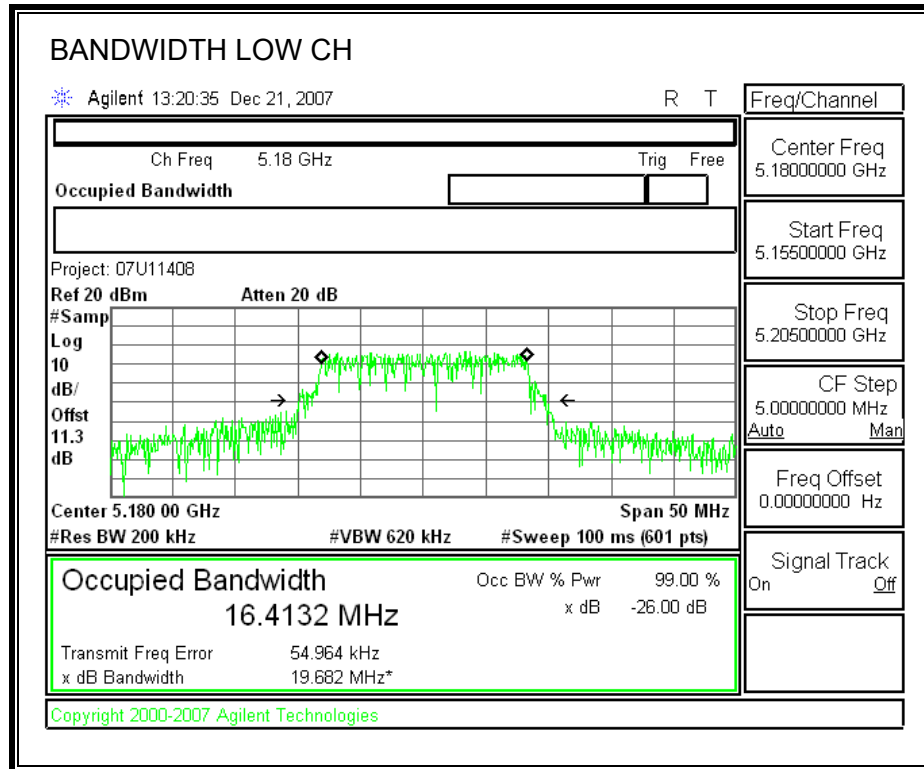 BANDWIDTH LOW CH
Agilent 13:20:35 Dec 21, 2007 R T
Freq/Channel
Ch Freq 5.18 GHz Trig Free
Occupied Bandwidth
Center Freq
5.18000000 GHz
Start Freq
5.15500000 GHz
Stop Freq
5.20500000 GHz
CF Step
5.00000000 MHz
Auto Man
Freq Offset
0.00000000 Hz
Signal Track
On Off
Project: 07U11408
Ref 20 dBm Atten 20 dB
#Samp
Log
10
dB/
Offst
11.3
dB
Center 5.180 00 GHz Span 50 MHz
#Res BW 200 kHz #VBW 620 kHz #Sweep 100 ms (601 pts)
Occupied Bandwidth Occ BW % Pwr 99.00 %
16.4132 MHz x dB -26.00 dB
Transmit Freq Error 54.964 kHz
x dB Bandwidth 19.682 MHz*
Copyright 2000-2007 Agilent Technologies